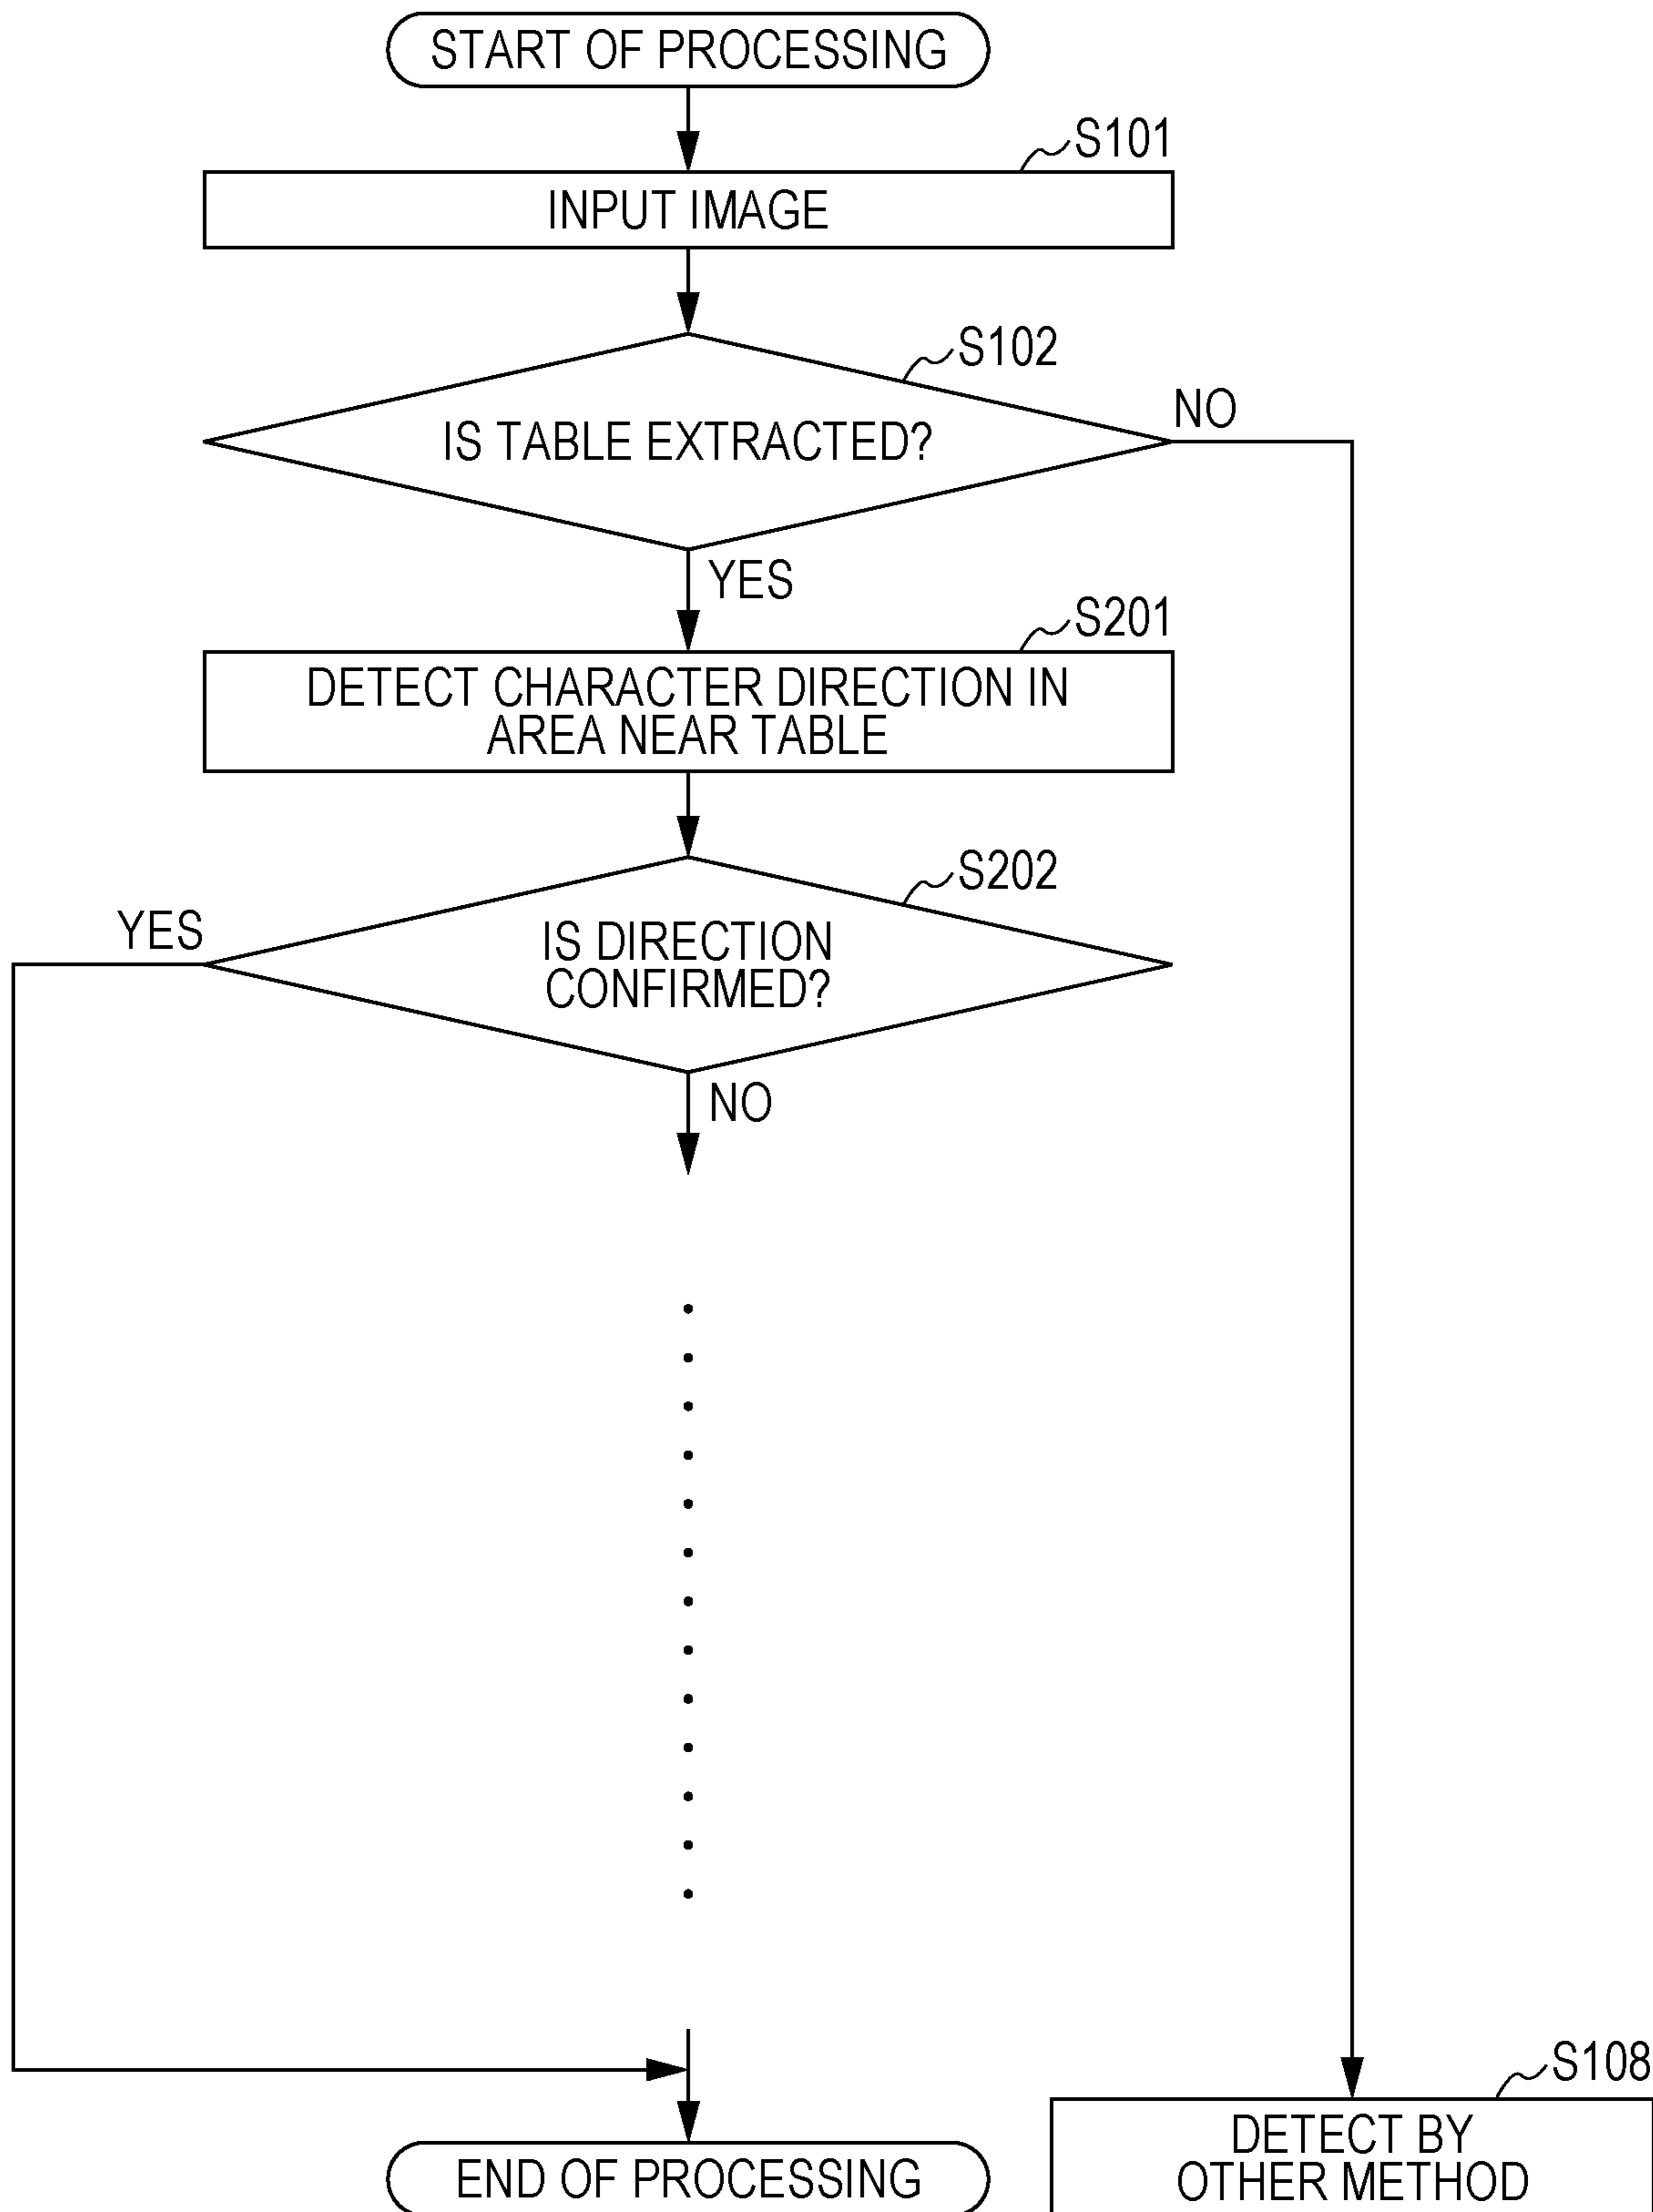 START OF PROCESSING
S101
INPUT IMAGE
S102
IS TABLE EXTRACTED?
NO
YES
S201
DETECT CHARACTER DIRECTION IN
AREA NEAR TABLE
S202
YES
IS DIRECTION
CONFIRMED?
NO
S108
DETECT BY
OTHER METHOD
END OF PROCESSING